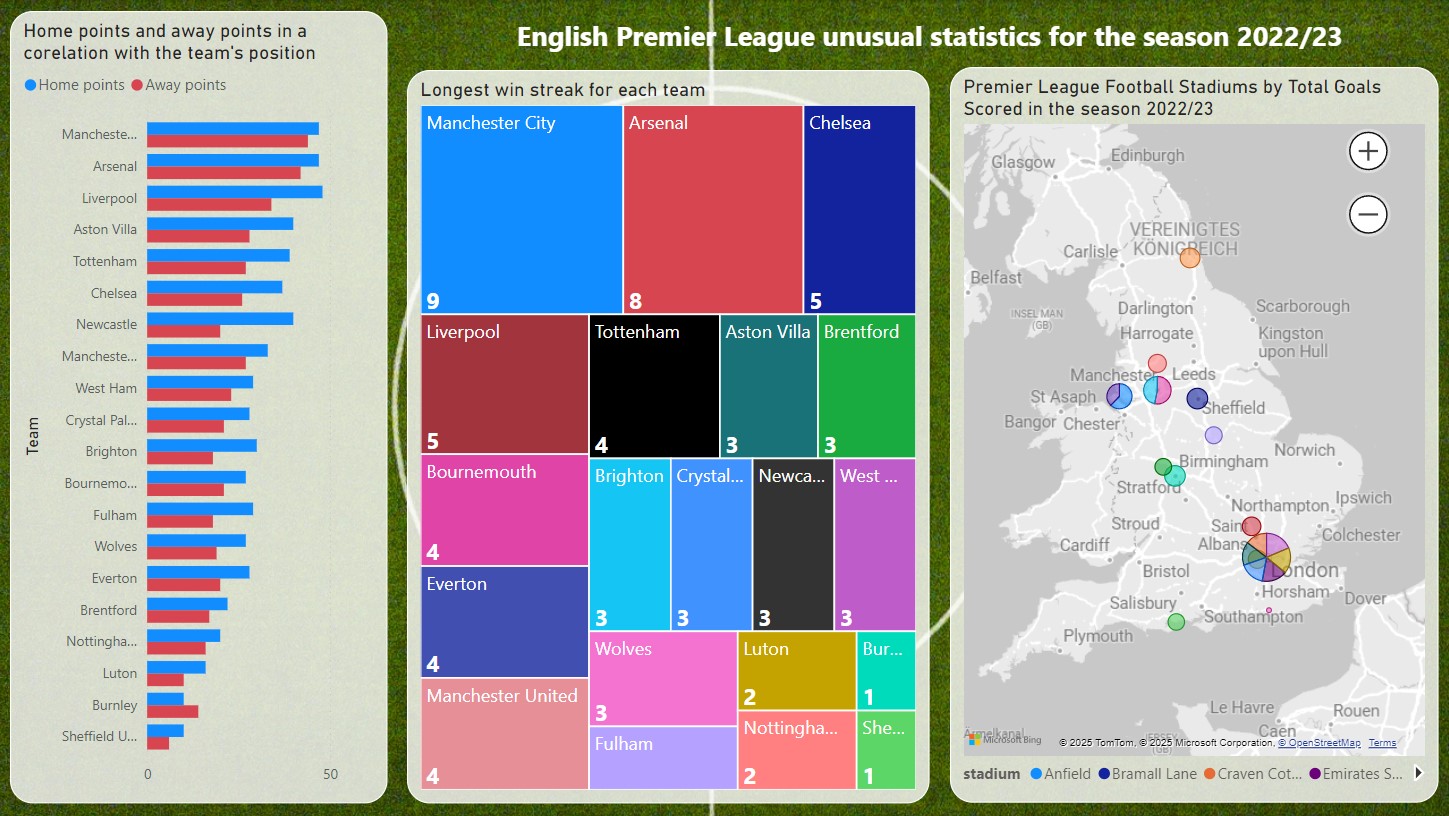 Home points and away points in a
corelation with the team's position
Home points Away points
Mancheste...
Arsenal
Liverpool
Aston Villa
Tottenham
Chelsea
Newcastle
Mancheste...
West Ham
Crystal Pal...
Brighton
Bournemo...
Fulham
Wolves
Everton
Brentford
Nottingha...
Luton
Burnley
Sheffield U...
Team
0 50
English Premier League unusual statistics for the season 2022/23
Longest win streak for each team
Manchester City
9
Arsenal
8
Chelsea
5
Liverpool
5
Tottenham
4
Aston Villa
3
Brentford
3
Bournemouth
4
Everton
4
Manchester United
4
Brighton
3
Crystal...
3
Newca...
3
West ...
3
Wolves
3
Fulham
Luton
2
Nottingha...
2
Bur...
1
She...
1
Premier League Football Stadiums by Total Goals
Scored in the season 2022/23
Glasgow
Edinburgh
VEREINIGTES
KÖNIGREICH
Carlisle
Belfast
INSEL MAN
(GB)
Darlington
Scarborough
Harrogate
Kingston
upon Hull
Manchester
Leeds
St Asaph
Sheffield
Bangor
Chester
Norwich
Birmingham
Stratford
Northampton
Ipswich
Stroud
Saint
Albans
Colchester
Cardiff
London
Bristol
Horsham
Dover
Salisbury
Southampton
Plymouth
Le Havre
Rouen
Caen
Ärmelkanal
JERSEY
(GB)
Microsoft Bing
© 2025 TomTom, © 2025 Microsoft Corporation, © OpenStreetMap Terms
stadium Anfield Bramall Lane Craven Cot... Emirates S...